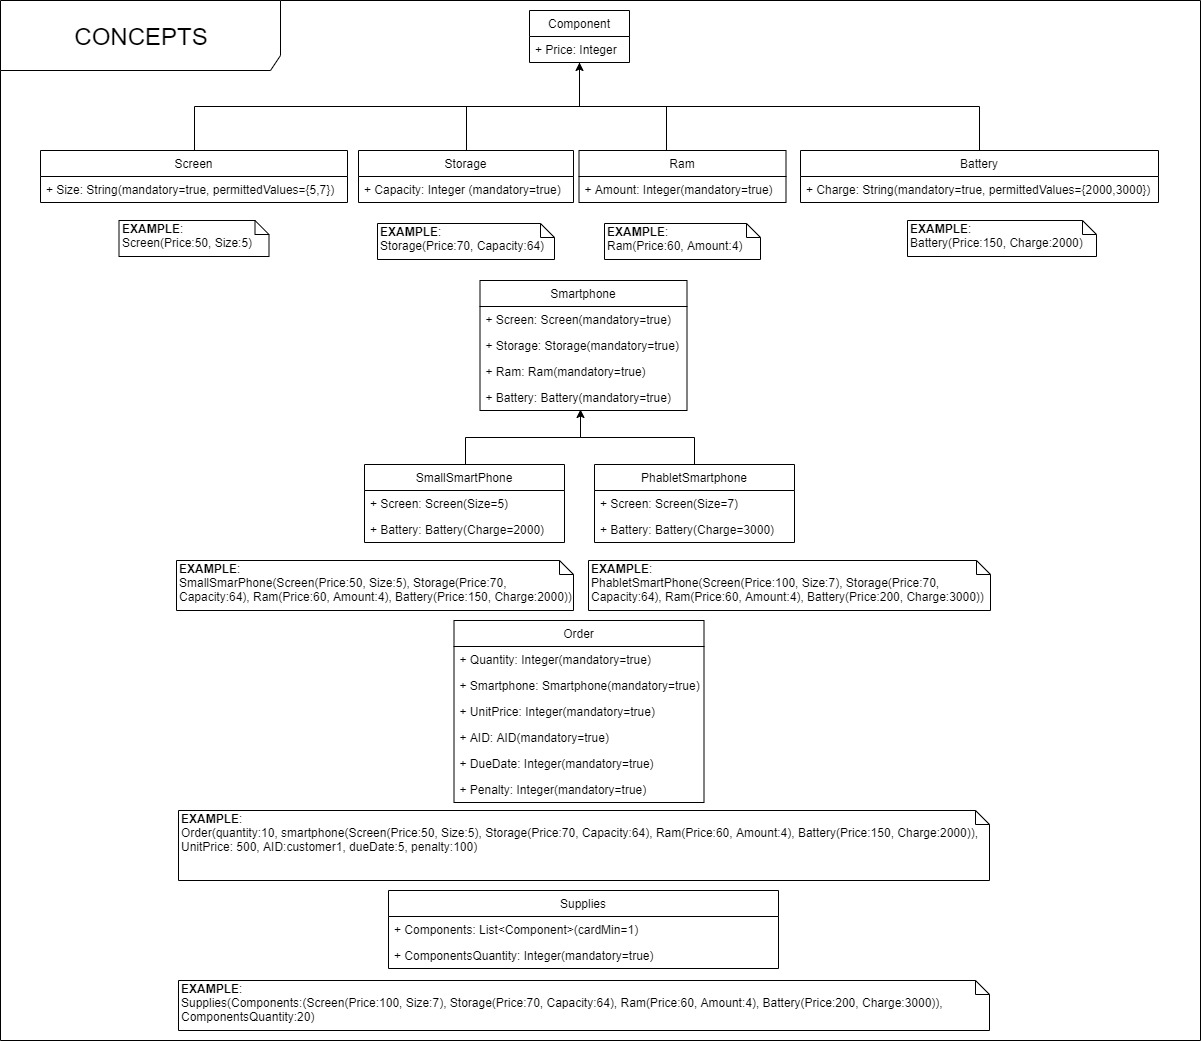 CONCEPTS
Component
+ Price: Integer
Screen
+ Size: String(mandatory=true, permittedValues={5,7})
Storage
+ Capacity: Integer (mandatory=true)
Ram
+ Amount: Integer(mandatory=true)
Battery
+ Charge: String(mandatory=true, permittedValues={2000,3000})
EXAMPLE:
Screen(Price:50, Size:5)
EXAMPLE:
Storage(Price:70, Capacity:64)
EXAMPLE:
Ram(Price:60, Amount:4)
EXAMPLE:
Battery(Price:150, Charge:2000)
Smartphone
+ Screen: Screen(mandatory=true)
+ Storage: Storage(mandatory=true)
+ Ram: Ram(mandatory=true)
+ Battery: Battery(mandatory=true)
SmallSmartPhone
+ Screen: Screen(Size=5)
+ Battery: Battery(Charge=2000)
PhabletSmartphone
+ Screen: Screen(Size=7)
+ Battery: Battery(Charge=3000)
EXAMPLE:
SmallSmarPhone(Screen(Price:50, Size:5), Storage(Price:70,
Capacity:64), Ram(Price:60, Amount:4), Battery(Price:150, Charge:2000))
EXAMPLE:
PhabletSmartPhone(Screen(Price:100, Size:7), Storage(Price:70,
Capacity:64), Ram(Price:60, Amount:4), Battery(Price:200, Charge:3000))
Order
+ Quantity: Integer(mandatory=true)
+ Smartphone: Smartphone(mandatory=true)
+ UnitPrice: Integer(mandatory=true)
+ AID: AID(mandatory=true)
+ DueDate: Integer(mandatory=true)
+ Penalty: Integer(mandatory=true)
EXAMPLE:
Order(quantity:10, smartphone(Screen(Price:50, Size:5), Storage(Price:70, Capacity:64), Ram(Price:60, Amount:4), Battery(Price:150, Charge:2000)),
UnitPrice: 500, AID:customer1, dueDate:5, penalty:100)
Supplies
+ Components: List<Component>(cardMin=1)
+ ComponentsQuantity: Integer(mandatory=true)
EXAMPLE:
Supplies(Components:(Screen(Price:100, Size:7), Storage(Price:70, Capacity:64), Ram(Price:60, Amount:4), Battery(Price:200, Charge:3000)),
ComponentsQuantity:20)